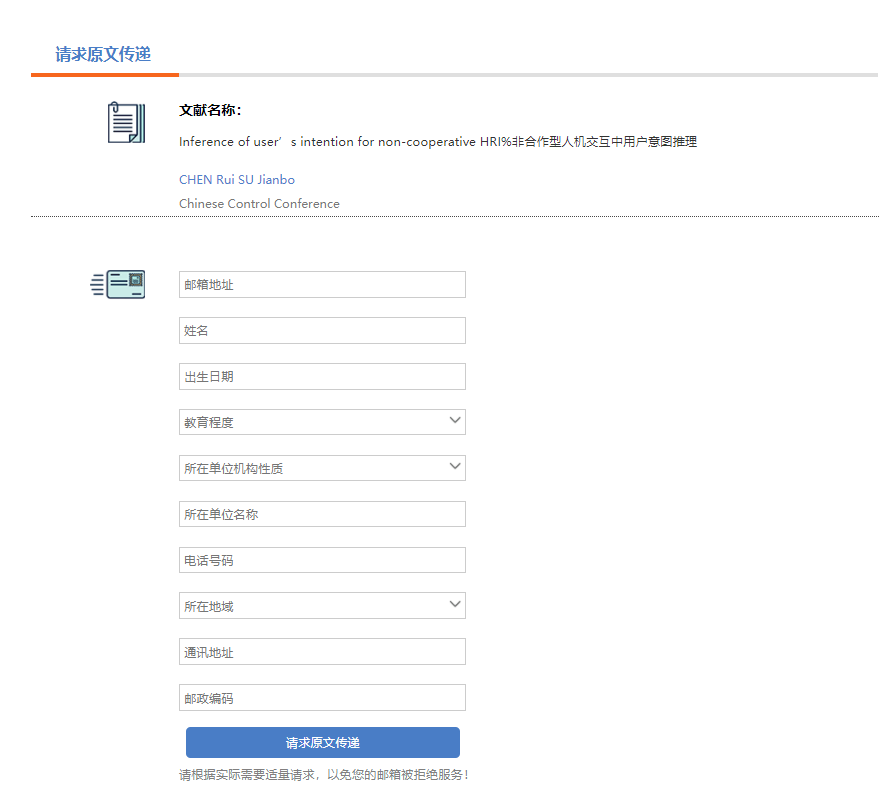 请求原文传递
文献名称：
Inference of user’s intention for non-cooperative HRI%非合作型人机交互中用户意图推理
CHEN Rui SU Jianbo
Chinese Control Conference
邮箱地址
姓名
出生日期
教育程度
所在单位机构性质
所在单位名称
电话号码
所在地域
通讯地址
邮政编码
请求原文传递
请根据实际需要适量请求，以免您的邮箱被拒绝服务！